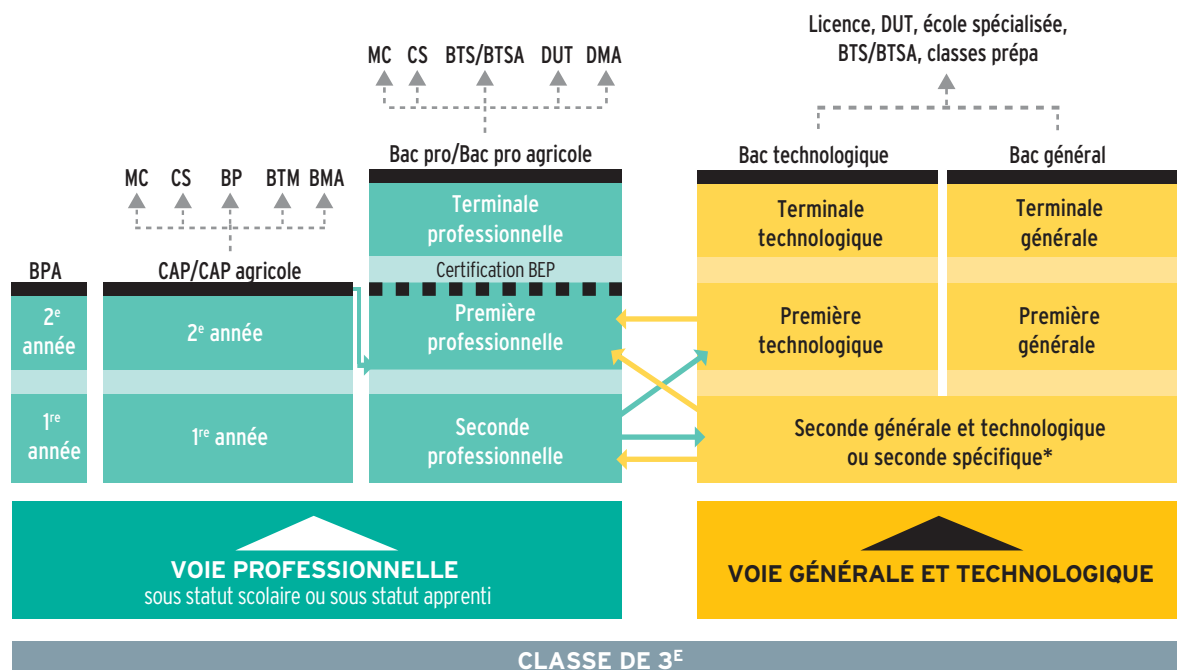 Licence, DUT, école spécialisée,
BTS/BTSA, classes prépa
MC CS BTS/BTSA DUT DMA
Bac pro/Bac pro agricole
Bac technologique
Bac général
MC CS BP BTM BMA
Terminale
professionnelle
Terminale
technologique
Terminale
générale
BPA
CAP/CAP agricole
Certification BEP
2e
année
2e année
Première
professionnelle
Première
technologique
Première
générale
1re
année
1re année
Seconde
professionnelle
Seconde générale et technologique
ou seconde spécifique*
VOIE PROFESSIONNELLE
sous statut scolaire ou sous statut apprenti
VOIE GÉNÉRALE ET TECHNOLOGIQUE
CLASSE DE 3E